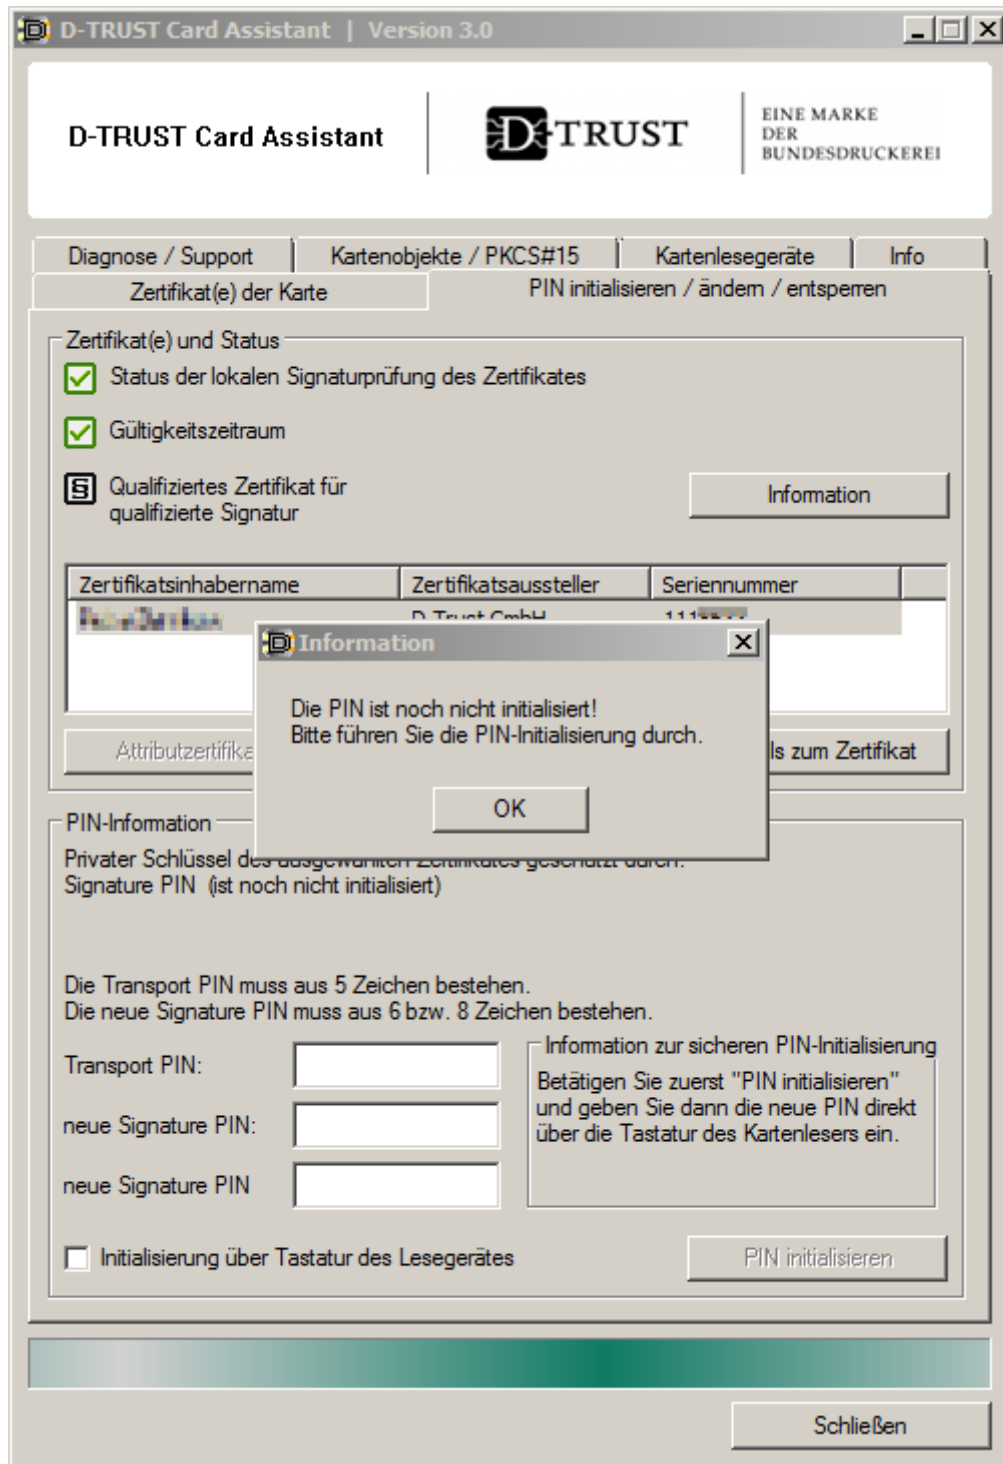 D-TRUST Card Assistant | Version 3.0
D-TRUST Card Assistant
D-TRUST
EINE MARKE
DER
BUNDESDRUCKEREI
Diagnose / Support
Kartenobjekte / PKCS#15
Kartenlesegeräte
Info
Zertifikat(e) der Karte
PIN initialisieren / ändern / entsperren
Zertifikat(e) und Status
Status der lokalen Signaturprüfung des Zertifikates
Gültigkeitszeitraum
Qualifiziertes Zertifikat für
qualifizierte Signatur
Information
Zertifikatsinhabername
Zertifikatsaussteller
Seriennummer
D-Trust GmbH
Information
Die PIN ist noch nicht initialisiert!
Bitte führen Sie die PIN-Initialisierung durch.
OK
zum Zertifikat
PIN-Information
Privater Schlüssel des ausgewählten Zertifikates geschützt durch:
Signature PIN (ist noch nicht initialisiert)
Die Transport PIN muss aus 5 Zeichen bestehen.
Die neue Signature PIN muss aus 6 bzw. 8 Zeichen bestehen.
Transport PIN:
neue Signature PIN:
neue Signature PIN
Information zur sicheren PIN-Initialisierung
Betätigen Sie zuerst "PIN initialisieren"
und geben Sie dann die neue PIN direkt
über die Tastatur des Kartenlesers ein.
Initialisierung über Tastatur des Lesegerätes
PIN initialisieren
Schließen